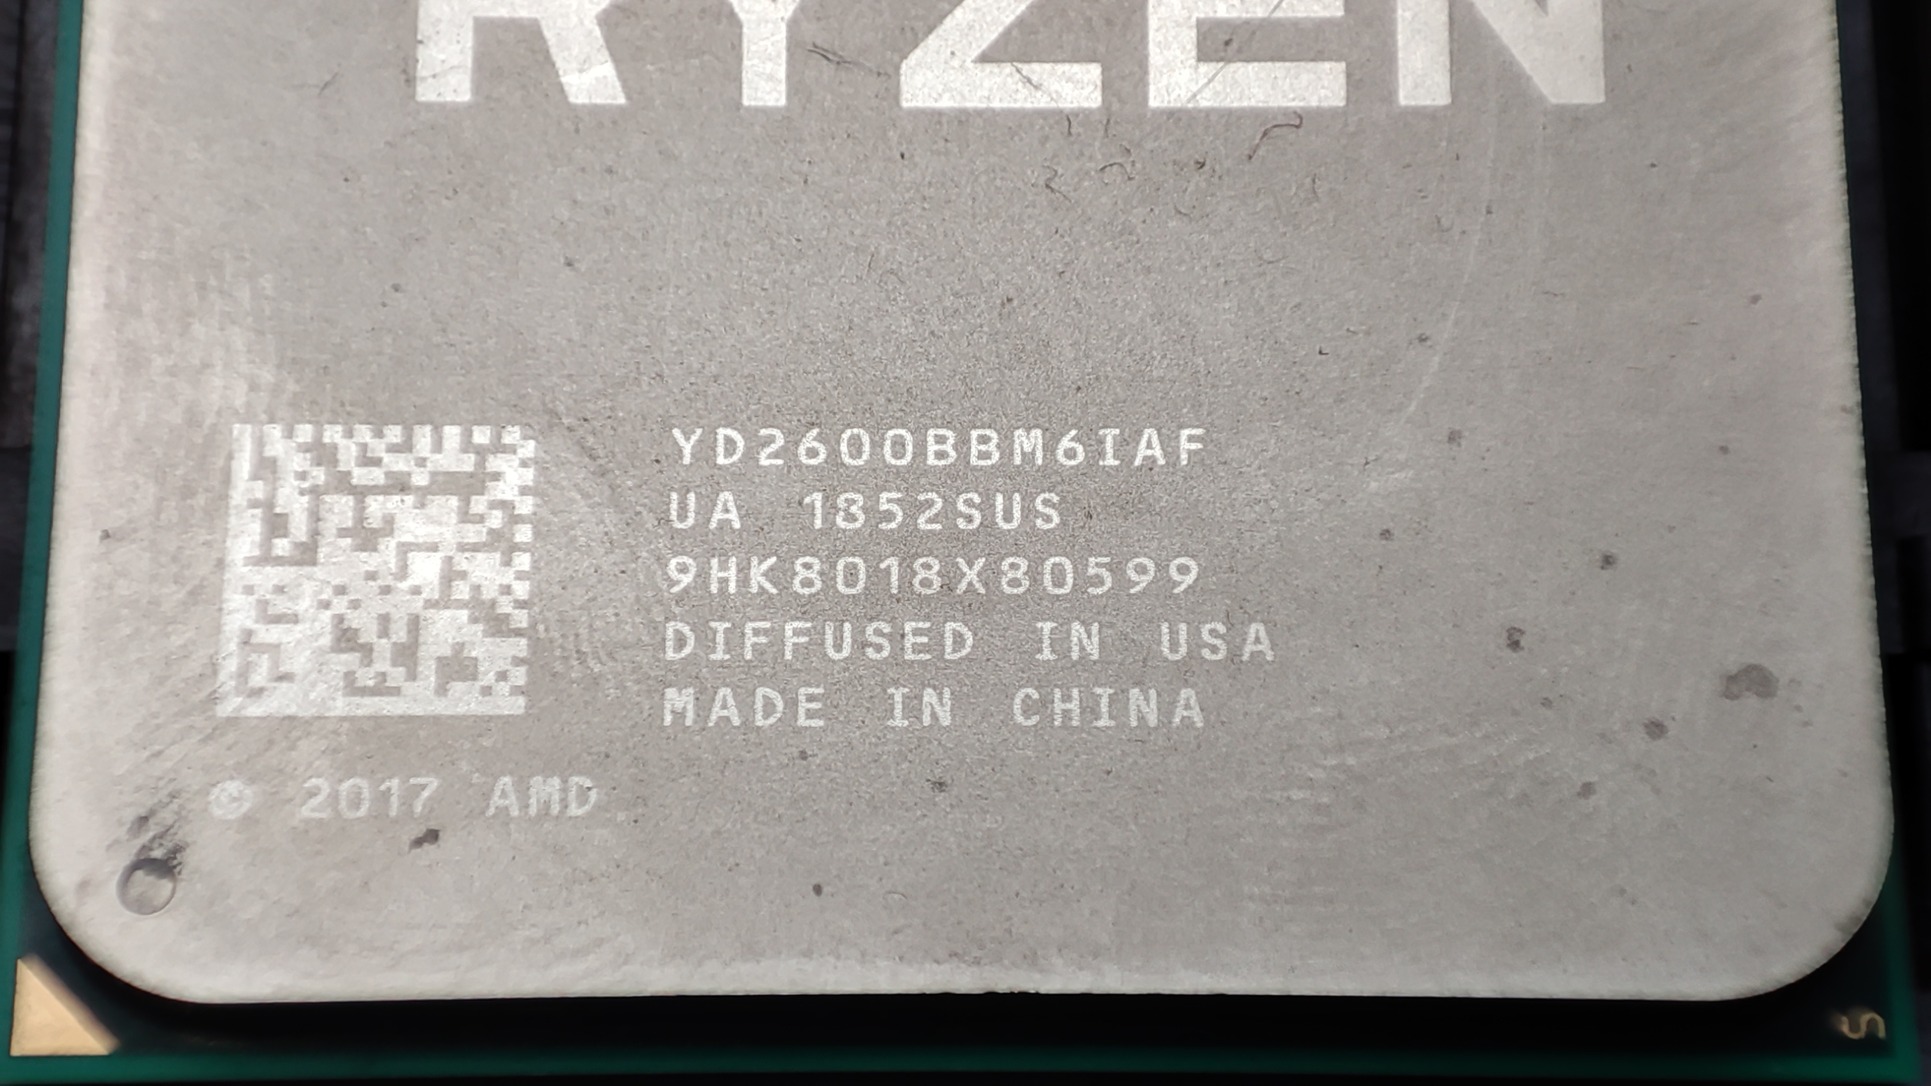 RYZEN
YD2600BBM6IAF
UA 1852SUS
9HK8018X80599
DIFFUSED IN USA
MADE IN CHINA
© 2017 AMD
S